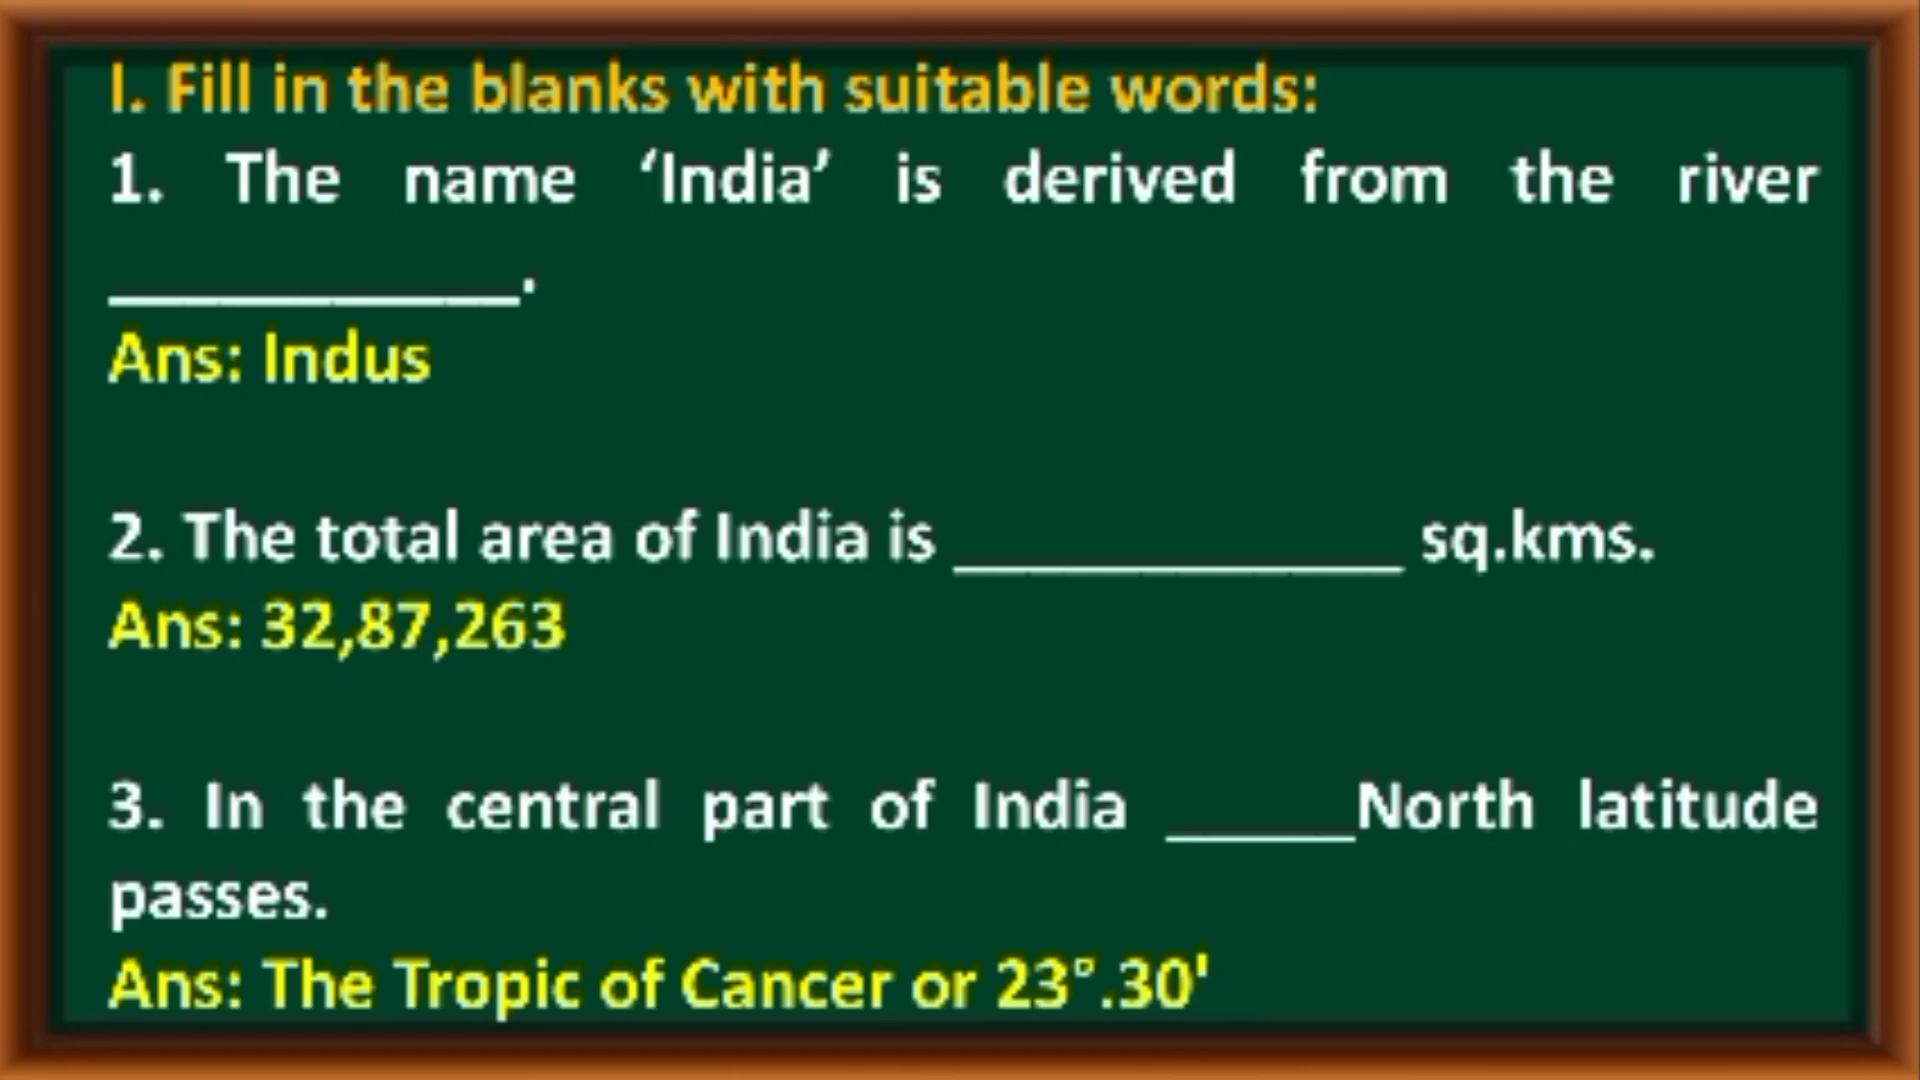 I. Fill in the blanks with suitable words:
1. The name ‘India’ is derived from the river
___________.
Ans: Indus
2. The total area of India is ____________ sq.kms.
Ans: 32,87,263
3. In the central part of India _____North latitude
passes.
Ans: The Tropic of Cancer or 23°.30'